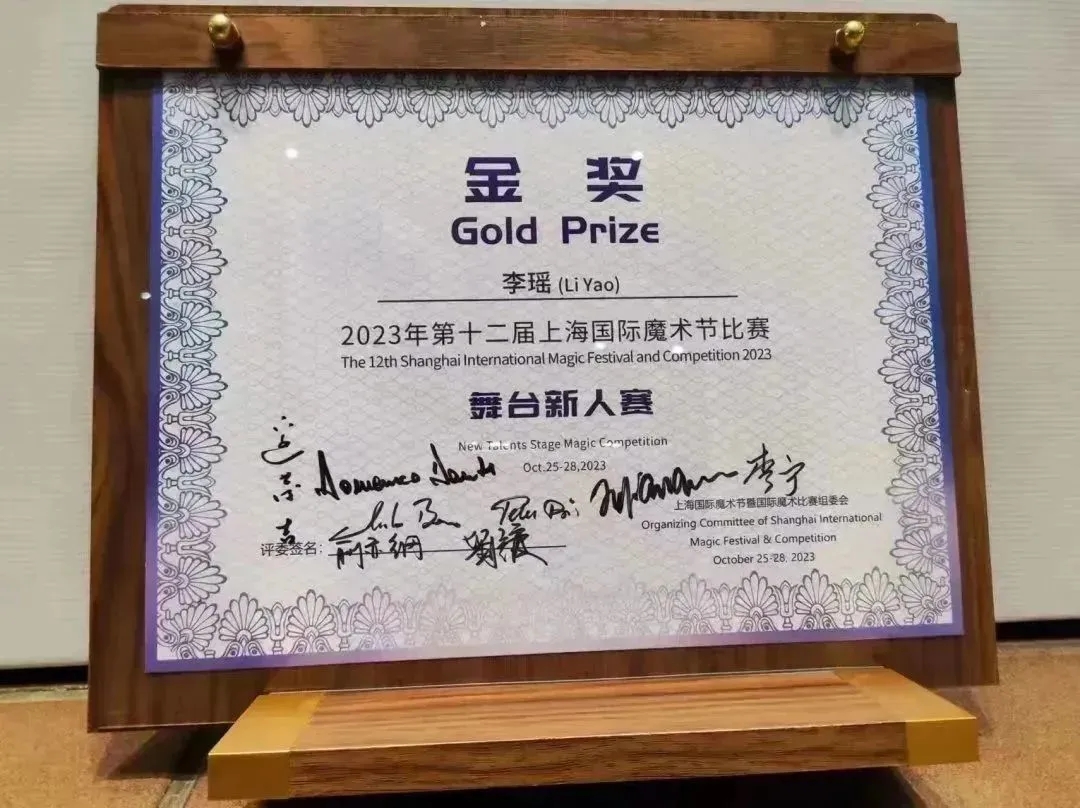 金奖
Gold Prize
李瑶 (Li Yao)
2023年第十二届上海国际魔术节比赛
The 12th Shanghai International Magic Festival and Competition 2023
舞台新人赛
New Talents Stage Magic Competition
Oct.25-28,2023
李宁
上海国际魔术节暨国际魔术比赛组委会
Organizing Committee of Shanghai International
Magic Festival & Competition
October 25-28, 2023
评委签名: